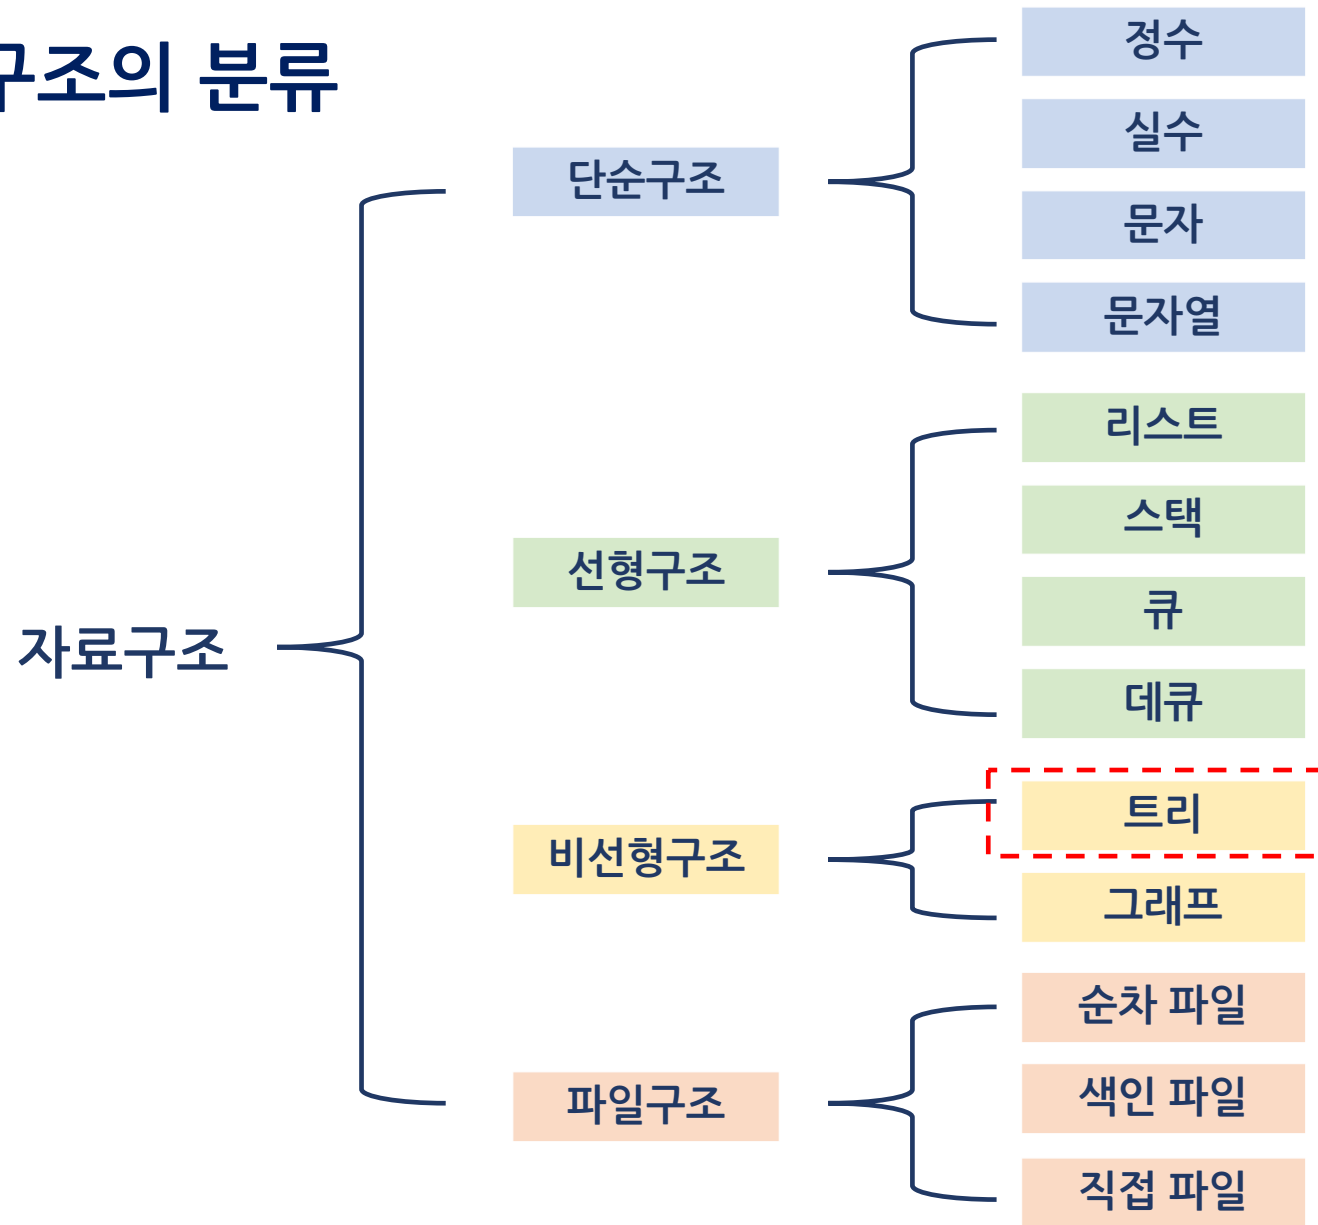 구조의 분류
자료구조
단순구조
정수
실수
문자
문자열
선형구조
리스트
스택
큐
데큐
비선형구조
트리
그래프
파일구조
순차 파일
색인 파일
직접 파일